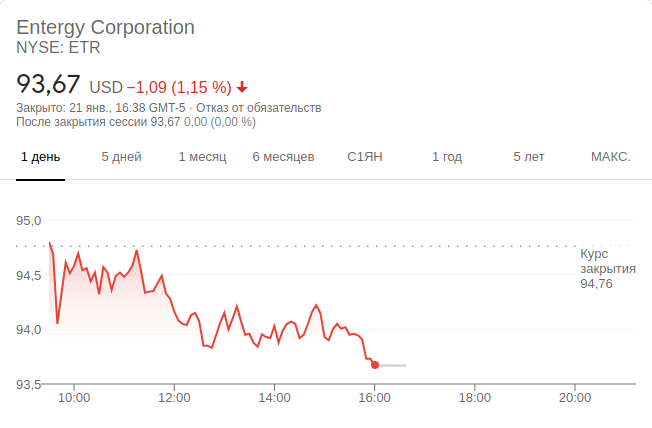 Entergy Corporation
NYSE: ETR
93,67 USD −1,09 (1,15 %)
Закрыто: 21 янв., 16:38 GMT-5 · Отказ от обязательств
После закрытия сессии 93,67 0,00 (0,00 %)
1 день 5 дней 1 месяц 6 месяцев С1ЯН 1 год 5 лет МАКС.
95,0
Курс
закрытия
94,76
94,5
94,0
93,5
10:00 12:00 14:00 16:00 18:00 20:00